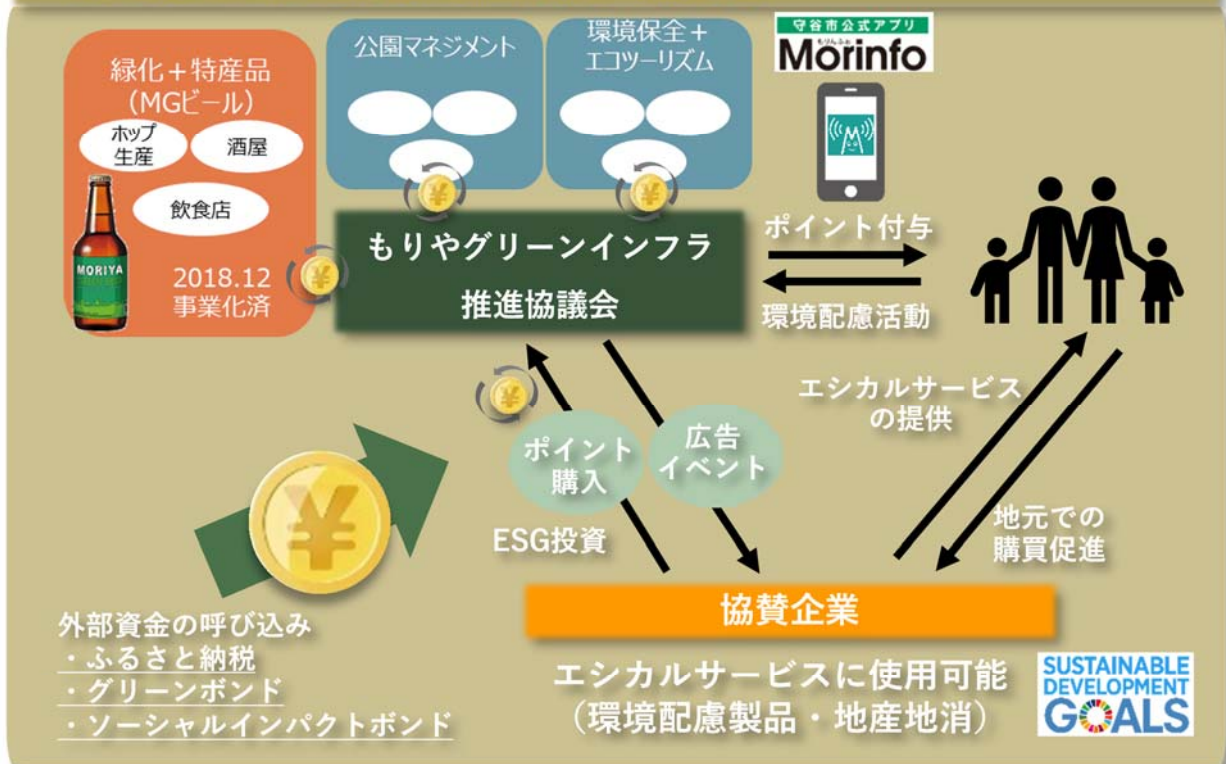 緑化＋特産品
（MGビール）
ホップ
生産
酒屋
飲食店
MORIYA
2018.12
事業化済
公園マネジメント
環境保全＋
エコツーリズム
守谷市公式アプリ
もりんふぉ
Morinfo
もりやグリーンインフラ
推進協議会
ポイント付与
環境配慮活動
エシカルサービス
の提供
地元での
購買促進
ポイント
購入
広告
イベント
ESG投資
協賛企業
エシカルサービスに使用可能
（環境配慮製品・地産地消）
外部資金の呼び込み
・ふるさと納税
・グリーンボンド
・ソーシャルインパクトボンド
SUSTAINABLE
DEVELOPMENT
GOALS